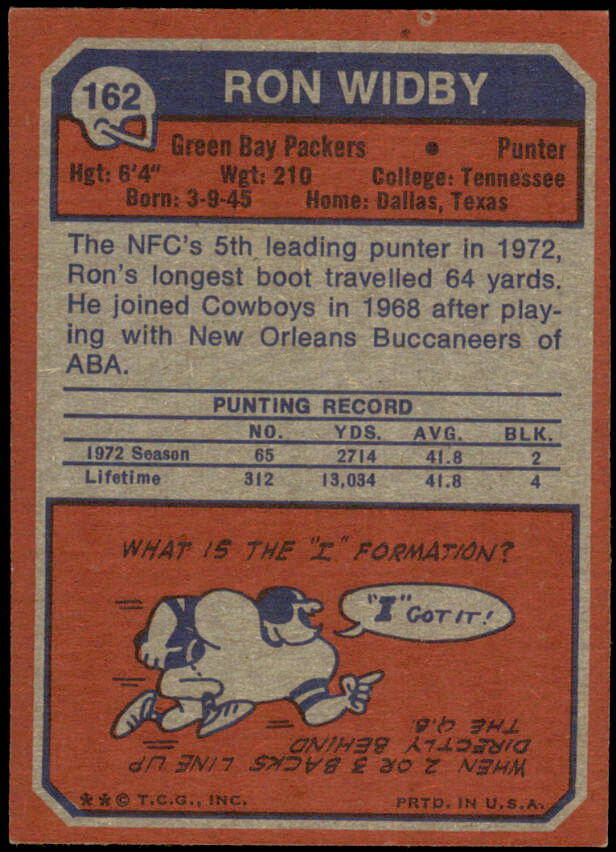 162
RON WIDBY
Green Bay Packers • Punter
Hgt: 6'4" Wgt: 210 College: Tennessee
Born: 3-9-45 Home: Dallas, Texas
The NFC's 5th leading punter in 1972,
Ron's longest boot travelled 64 yards.
He joined Cowboys in 1968 after play-
ing with New Orleans Buccaneers of
ABA.
PUNTING RECORD
NO. YDS. AVG. BLK.
1972 Season 65 2714 41.8 2
Lifetime 312 13,034 41.8 4
WHAT IS THE "I" FORMATION?
"I" GOT IT!
WHEN 2 OR 3 BACKS LINE UP
DIRECTLY BEHIND
THE Q.B.
**© T.C.G., INC. PRTD. IN U.S.A.